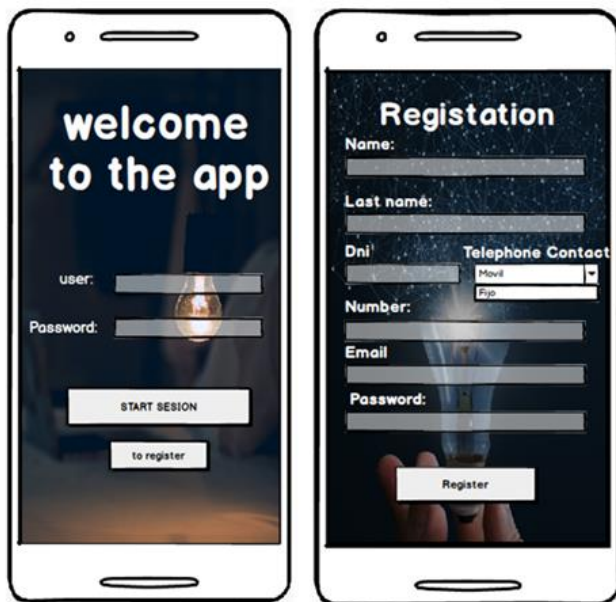 welcome
to the app
user:
Password:
START SESION
to register
Registation
Name:
Last name:
Dni
Telephone Contact
Movil
Fijo
Number:
Email
Password:
Register